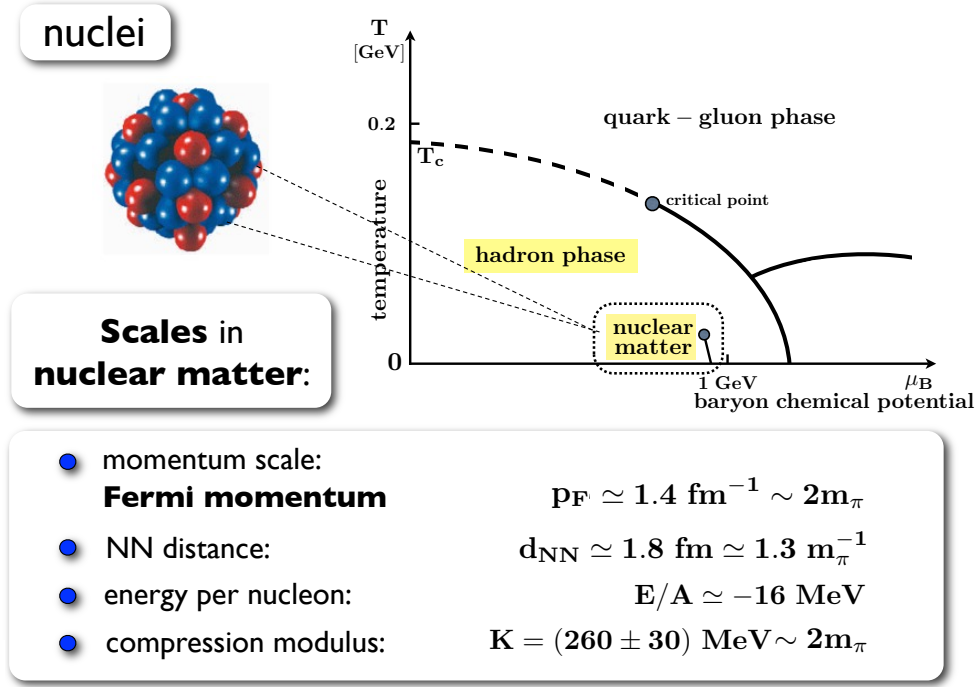 nuclei
T
[GeV]
0.2
T_c
temperature
0
quark – gluon phase
critical point
hadron phase
nuclear
matter
1 GeV
μ_B
baryon chemical potential
Scales in
nuclear matter:
momentum scale:
Fermi momentum p_F ≃ 1.4 fm⁻¹ ∼ 2m_π
NN distance: d_NN ≃ 1.8 fm ≃ 1.3 m_π⁻¹
energy per nucleon: E/A ≃ −16 MeV
compression modulus: K = (260 ± 30) MeV ∼ 2m_π